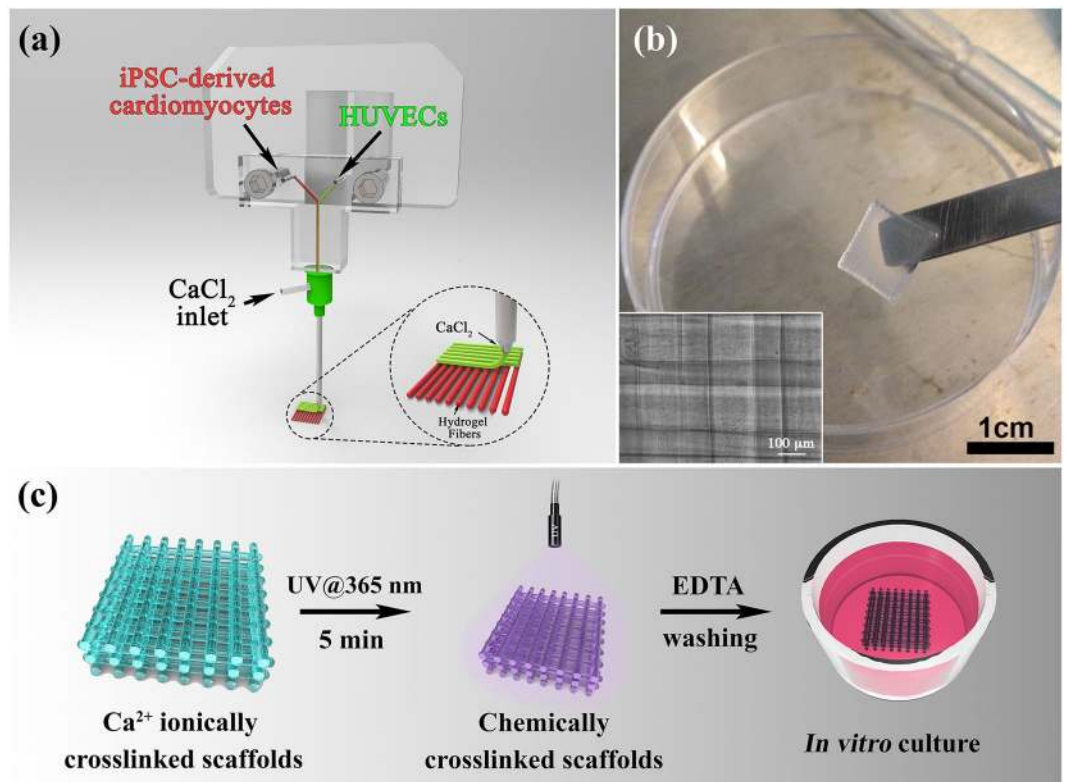 (a)
iPSC-derived
cardiomyocytes
HUVECs
CaCl₂
inlet
CaCl₂
Hydrogel
Fibers
(b)
100 µm
1cm
(c)
UV@365 nm
5 min
UV
EDTA
washing
Ca²⁺ ionically
crosslinked scaffolds
Chemically
crosslinked scaffolds
In vitro culture